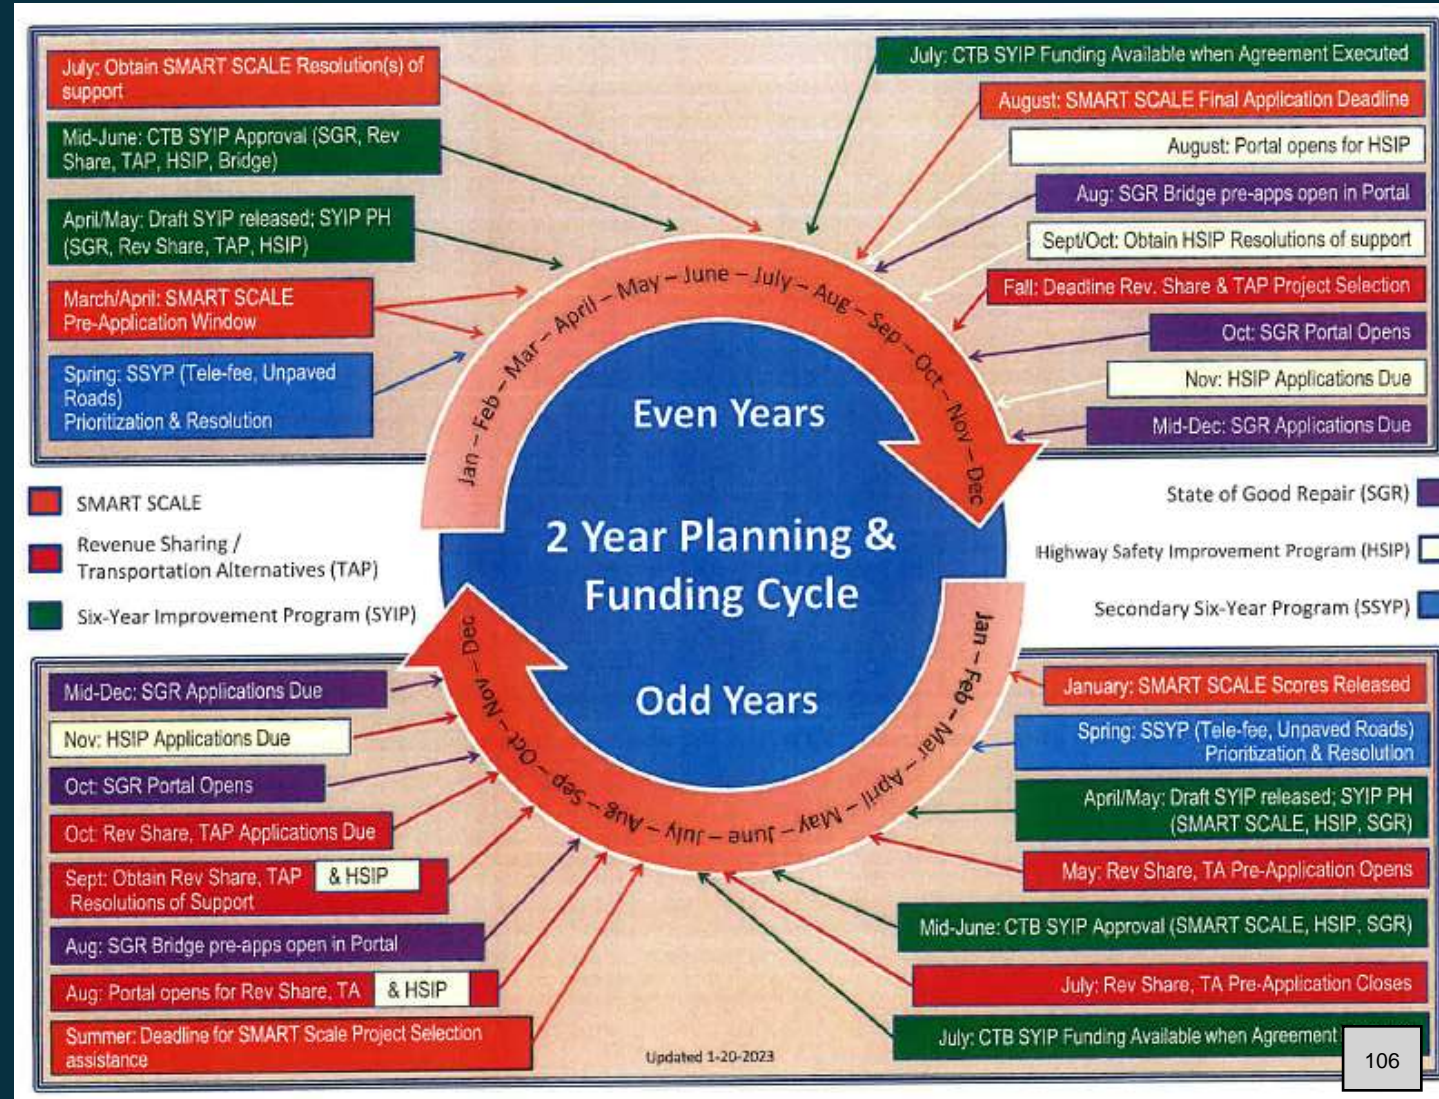 July: Obtain SMART SCALE Resolution(s) of
support
Mid-June: CTB SYIP Approval (SGR, Rev
Share, TAP, HSIP, Bridge)
April/May: Draft SYIP released; SYIP PH
(SGR, Rev Share, TAP, HSIP)
March/April: SMART SCALE
Pre-Application Window
Spring: SSYP (Tele-fee, Unpaved
Roads)
Prioritization & Resolution
July: CTB SYIP Funding Available when Agreement Executed
August: SMART SCALE Final Application Deadline
August: Portal opens for HSIP
Aug: SGR Bridge pre-apps open in Portal
Sept/Oct: Obtain HSIP Resolutions of support
Fall: Deadline Rev. Share & TAP Project Selection
Oct: SGR Portal Opens
Nov: HSIP Applications Due
Mid-Dec: SGR Applications Due
Jan – Feb – Mar – April – May – June – July – Aug – Sep – Oct – Nov – Dec
Even Years
2 Year Planning &
Funding Cycle
Odd Years
Jan – Feb – Mar – April – May – June – July – Aug – Sep – Oct – Nov – Dec
SMART SCALE
Revenue Sharing /
Transportation Alternatives (TAP)
Six-Year Improvement Program (SYIP)
State of Good Repair (SGR)
Highway Safety Improvement Program (HSIP)
Secondary Six-Year Program (SSYP)
Mid-Dec: SGR Applications Due
Nov: HSIP Applications Due
Oct: SGR Portal Opens
Oct: Rev Share, TAP Applications Due
Sept: Obtain Rev Share, TAP & HSIP
Resolutions of Support
Aug: SGR Bridge pre-apps open in Portal
Aug: Portal opens for Rev Share, TA & HSIP
Summer: Deadline for SMART Scale Project Selection
assistance
January: SMART SCALE Scores Released
Spring: SSYP (Tele-fee, Unpaved Roads)
Prioritization & Resolution
April/May: Draft SYIP released; SYIP PH
(SMART SCALE, HSIP, SGR)
May: Rev Share, TA Pre-Application Opens
Mid-June: CTB SYIP Approval (SMART SCALE, HSIP, SGR)
July: Rev Share, TA Pre-Application Closes
July: CTB SYIP Funding Available when Agreement
Updated 1-20-2023
106